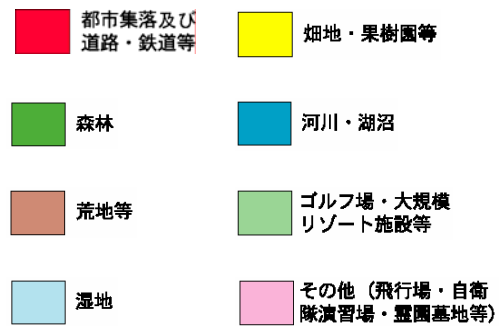 都市集落及び
道路・鉄道等
畑地・果樹園等
森林
河川・湖沼
荒地等
ゴルフ場・大規模
リゾート施設等
湿地
その他（飛行場・自衛
隊演習場・霊園墓地等）